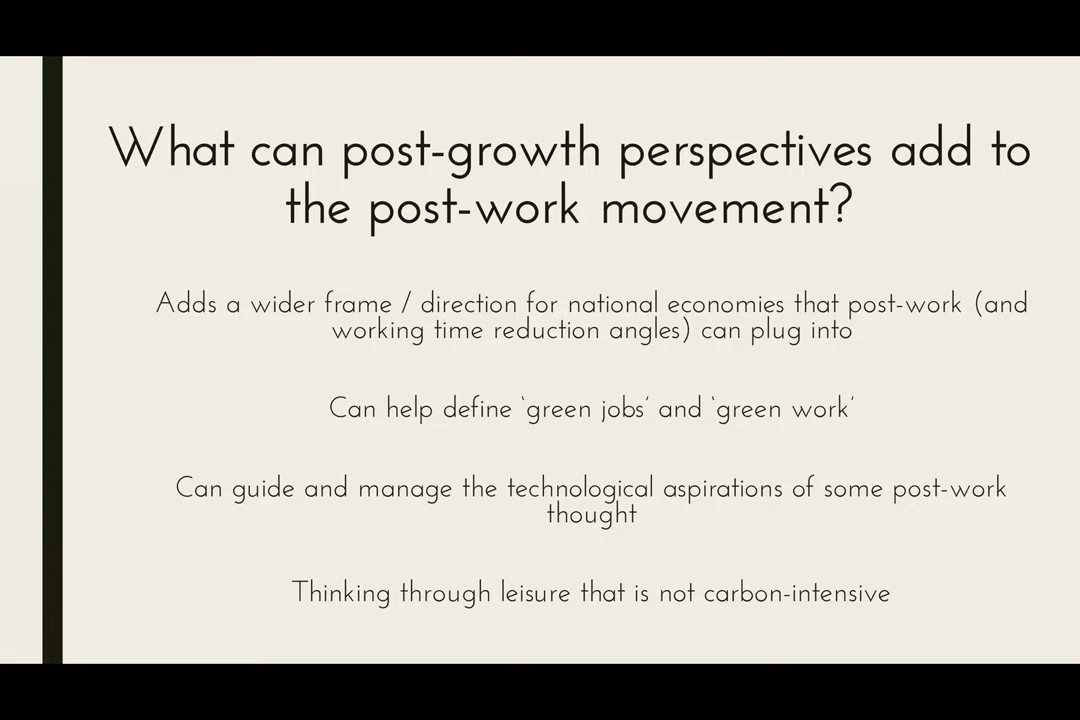 What can post-growth perspectives add to
the post-work movement?
Adds a wider frame / direction for national economies that post-work (and
working time reduction angles) can plug into
Can help define ‘green jobs’ and ‘green work’
Can guide and manage the technological aspirations of some post-work
thought
Thinking through leisure that is not carbon-intensive